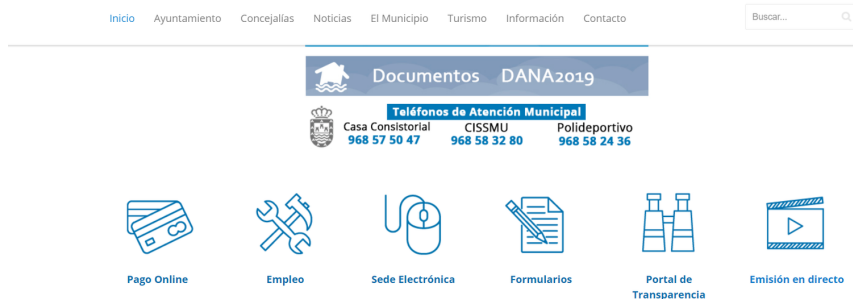 Inicio Ayuntamiento Concejalías Noticias El Municipio Turismo Información Contacto Buscar...
Documentos DANA2019
Teléfonos de Atención Municipal
Casa Consistorial CISSMU Polideportivo
968 57 50 47 968 58 32 80 968 58 24 36
Pago Online Empleo Sede Electrónica Formularios Portal de Emisión en directo
Transparencia